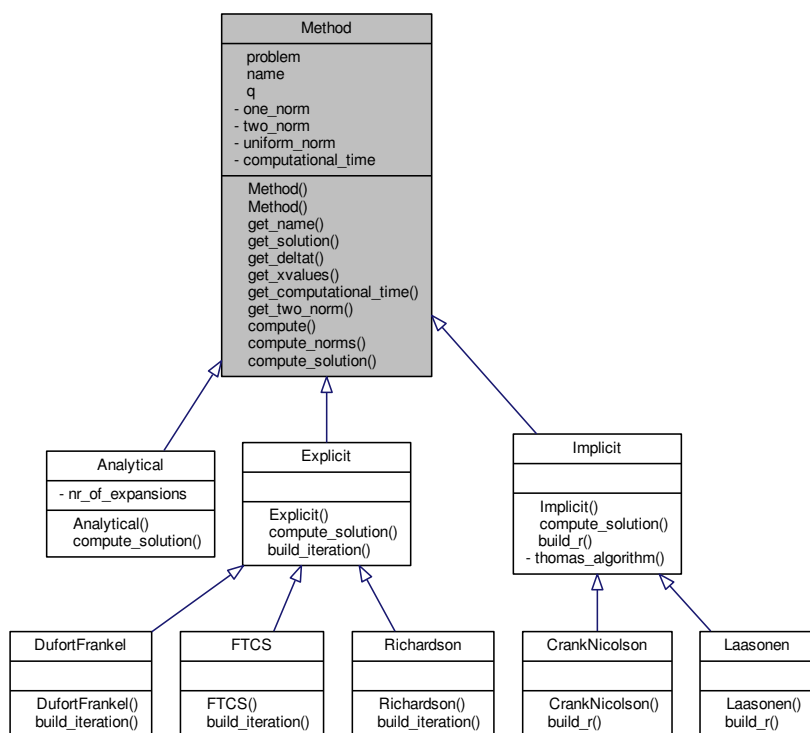 Method
problem
name
q
- one_norm
- two_norm
- uniform_norm
- computational_time
Method()
Method()
get_name()
get_solution()
get_deltat()
get_xvalues()
get_computational_time()
get_two_norm()
compute()
compute_norms()
compute_solution()
Analytical
- nr_of_expansions
Analytical()
compute_solution()
Explicit
Explicit()
compute_solution()
build_iteration()
Implicit
Implicit()
compute_solution()
build_r()
- thomas_algorithm()
DufortFrankel
DufortFrankel()
build_iteration()
FTCS
FTCS()
build_iteration()
Richardson
Richardson()
build_iteration()
CrankNicolson
CrankNicolson()
build_r()
Laasonen
Laasonen()
build_r()